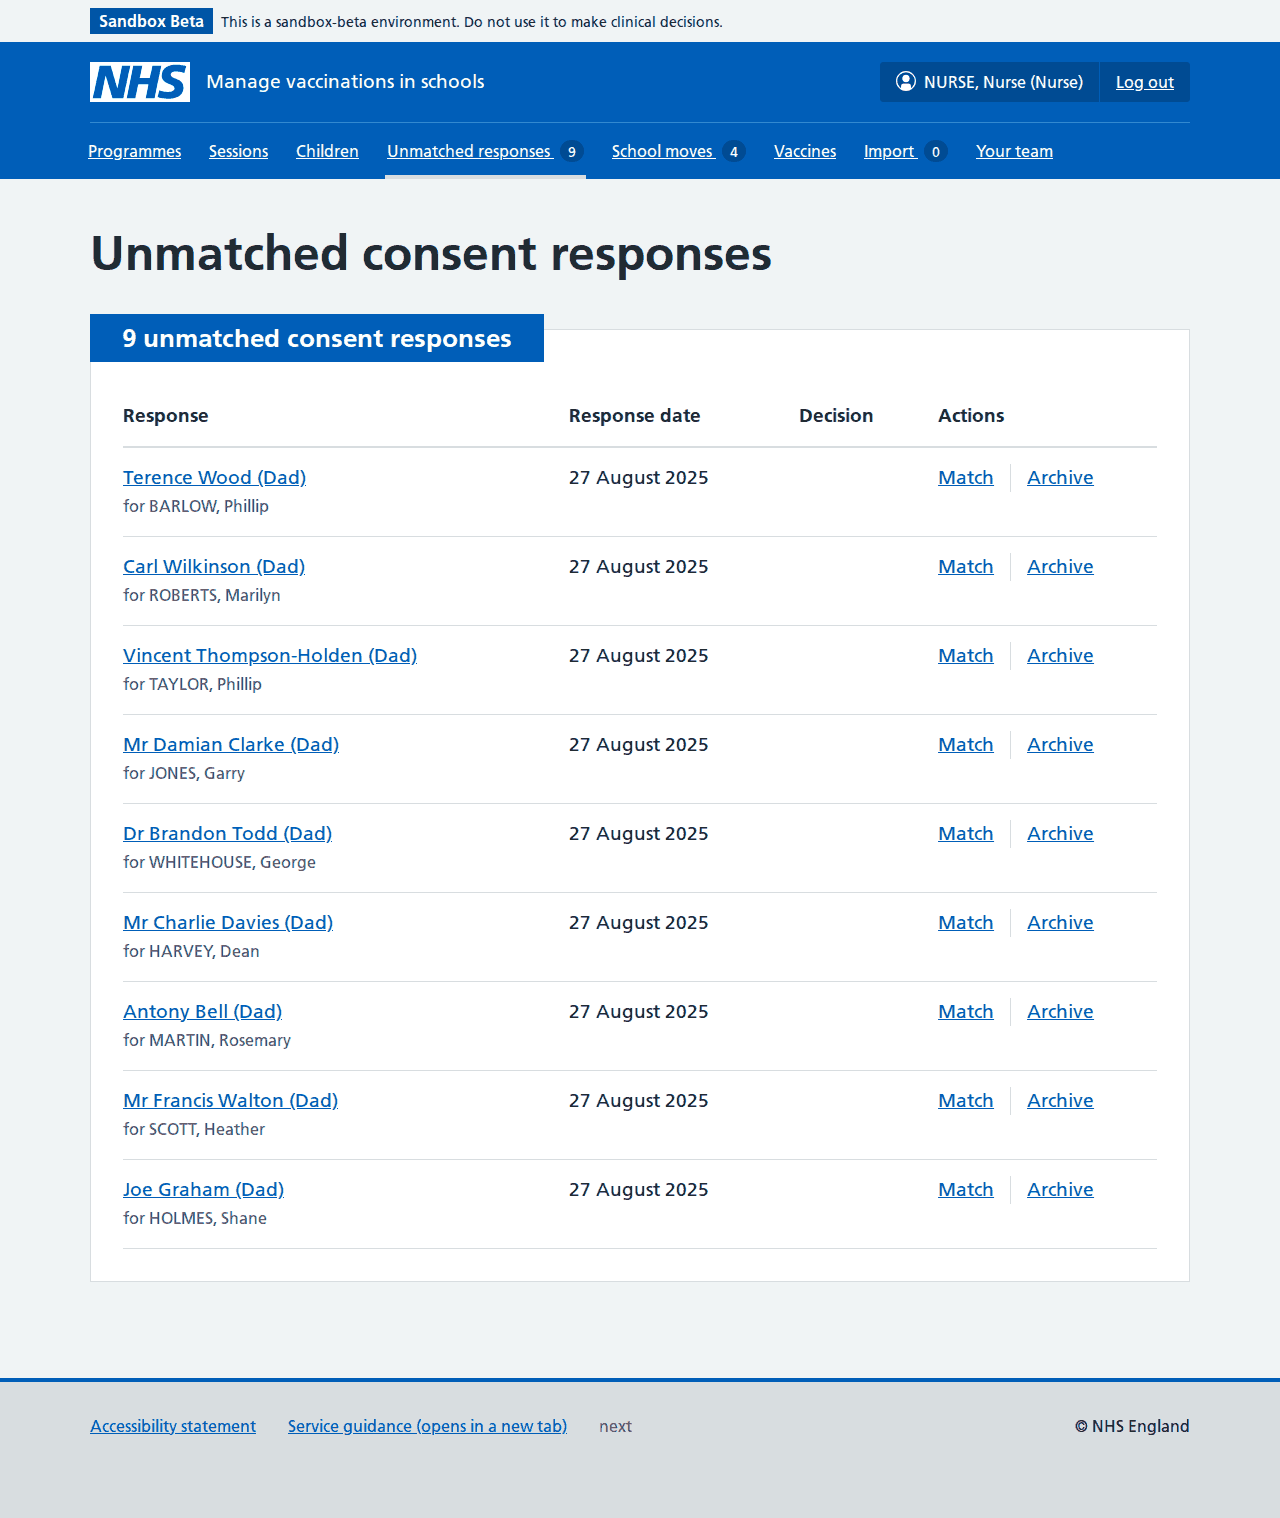 Sandbox Beta This is a sandbox-beta environment. Do not use it to make clinical decisions.
NHS Manage vaccinations in schools NURSE, Nurse (Nurse) Log out
Programmes Sessions Children Unmatched responses 9 School moves 4 Vaccines Import 0 Your team
Unmatched consent responses
9 unmatched consent responses
Response Response date Decision Actions
Terence Wood (Dad) 27 August 2025 Match Archive
for BARLOW, Phillip
Carl Wilkinson (Dad) 27 August 2025 Match Archive
for ROBERTS, Marilyn
Vincent Thompson-Holden (Dad) 27 August 2025 Match Archive
for TAYLOR, Phillip
Mr Damian Clarke (Dad) 27 August 2025 Match Archive
for JONES, Garry
Dr Brandon Todd (Dad) 27 August 2025 Match Archive
for WHITEHOUSE, George
Mr Charlie Davies (Dad) 27 August 2025 Match Archive
for HARVEY, Dean
Antony Bell (Dad) 27 August 2025 Match Archive
for MARTIN, Rosemary
Mr Francis Walton (Dad) 27 August 2025 Match Archive
for SCOTT, Heather
Joe Graham (Dad) 27 August 2025 Match Archive
for HOLMES, Shane
Accessibility statement Service guidance (opens in a new tab) next © NHS England